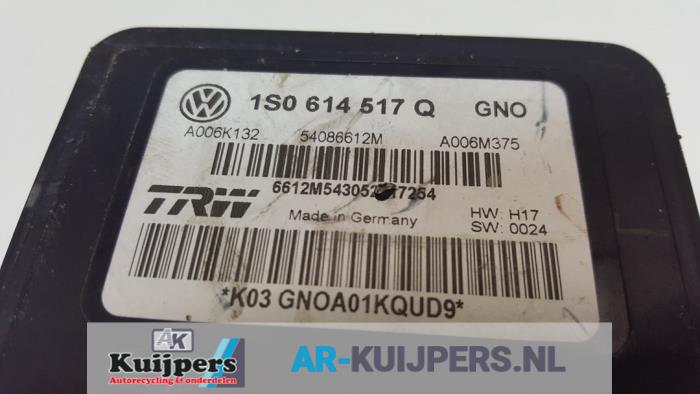 1S0 614 517 Q GNO
A006K132 54086612M A006M375
TRW
Made in Germany
HW: H17
SW: 0024
*K03 GNOA01KQUD9*
AK
Kuijpers
Autorecycling & onderdelen
AR-KUIJPERS.NL